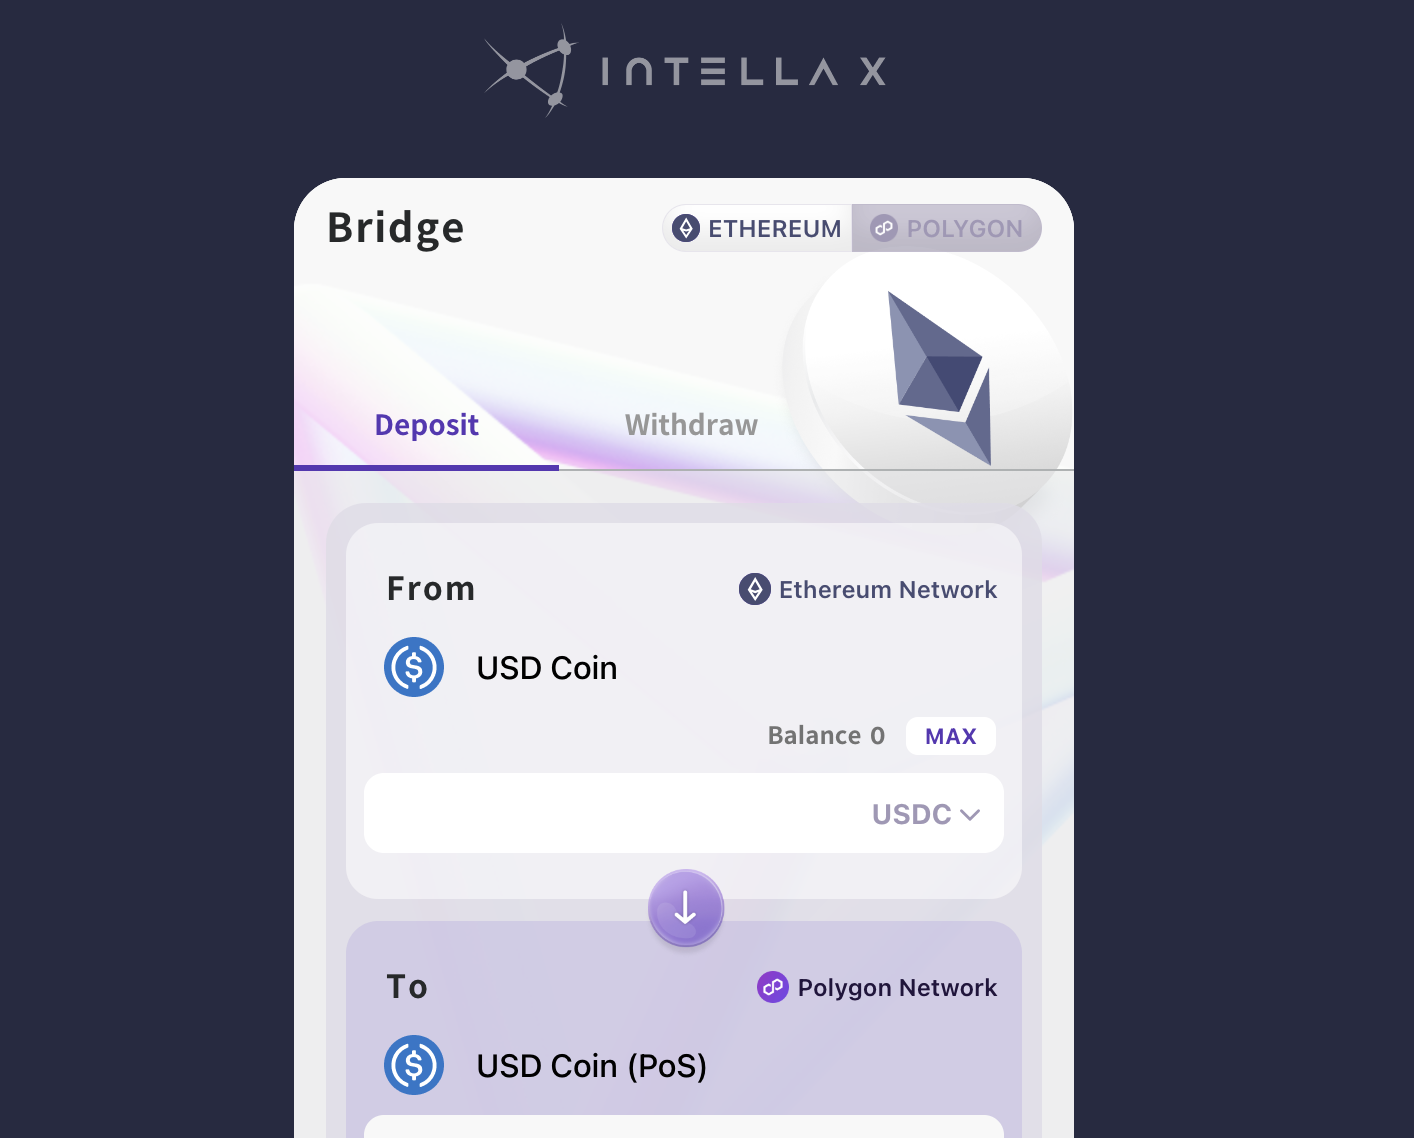 INTELLA X
Bridge
ETHEREUM
POLYGON
Deposit
Withdraw
From
Ethereum Network
USD Coin
Balance 0
MAX
USDC
To
Polygon Network
USD Coin (PoS)